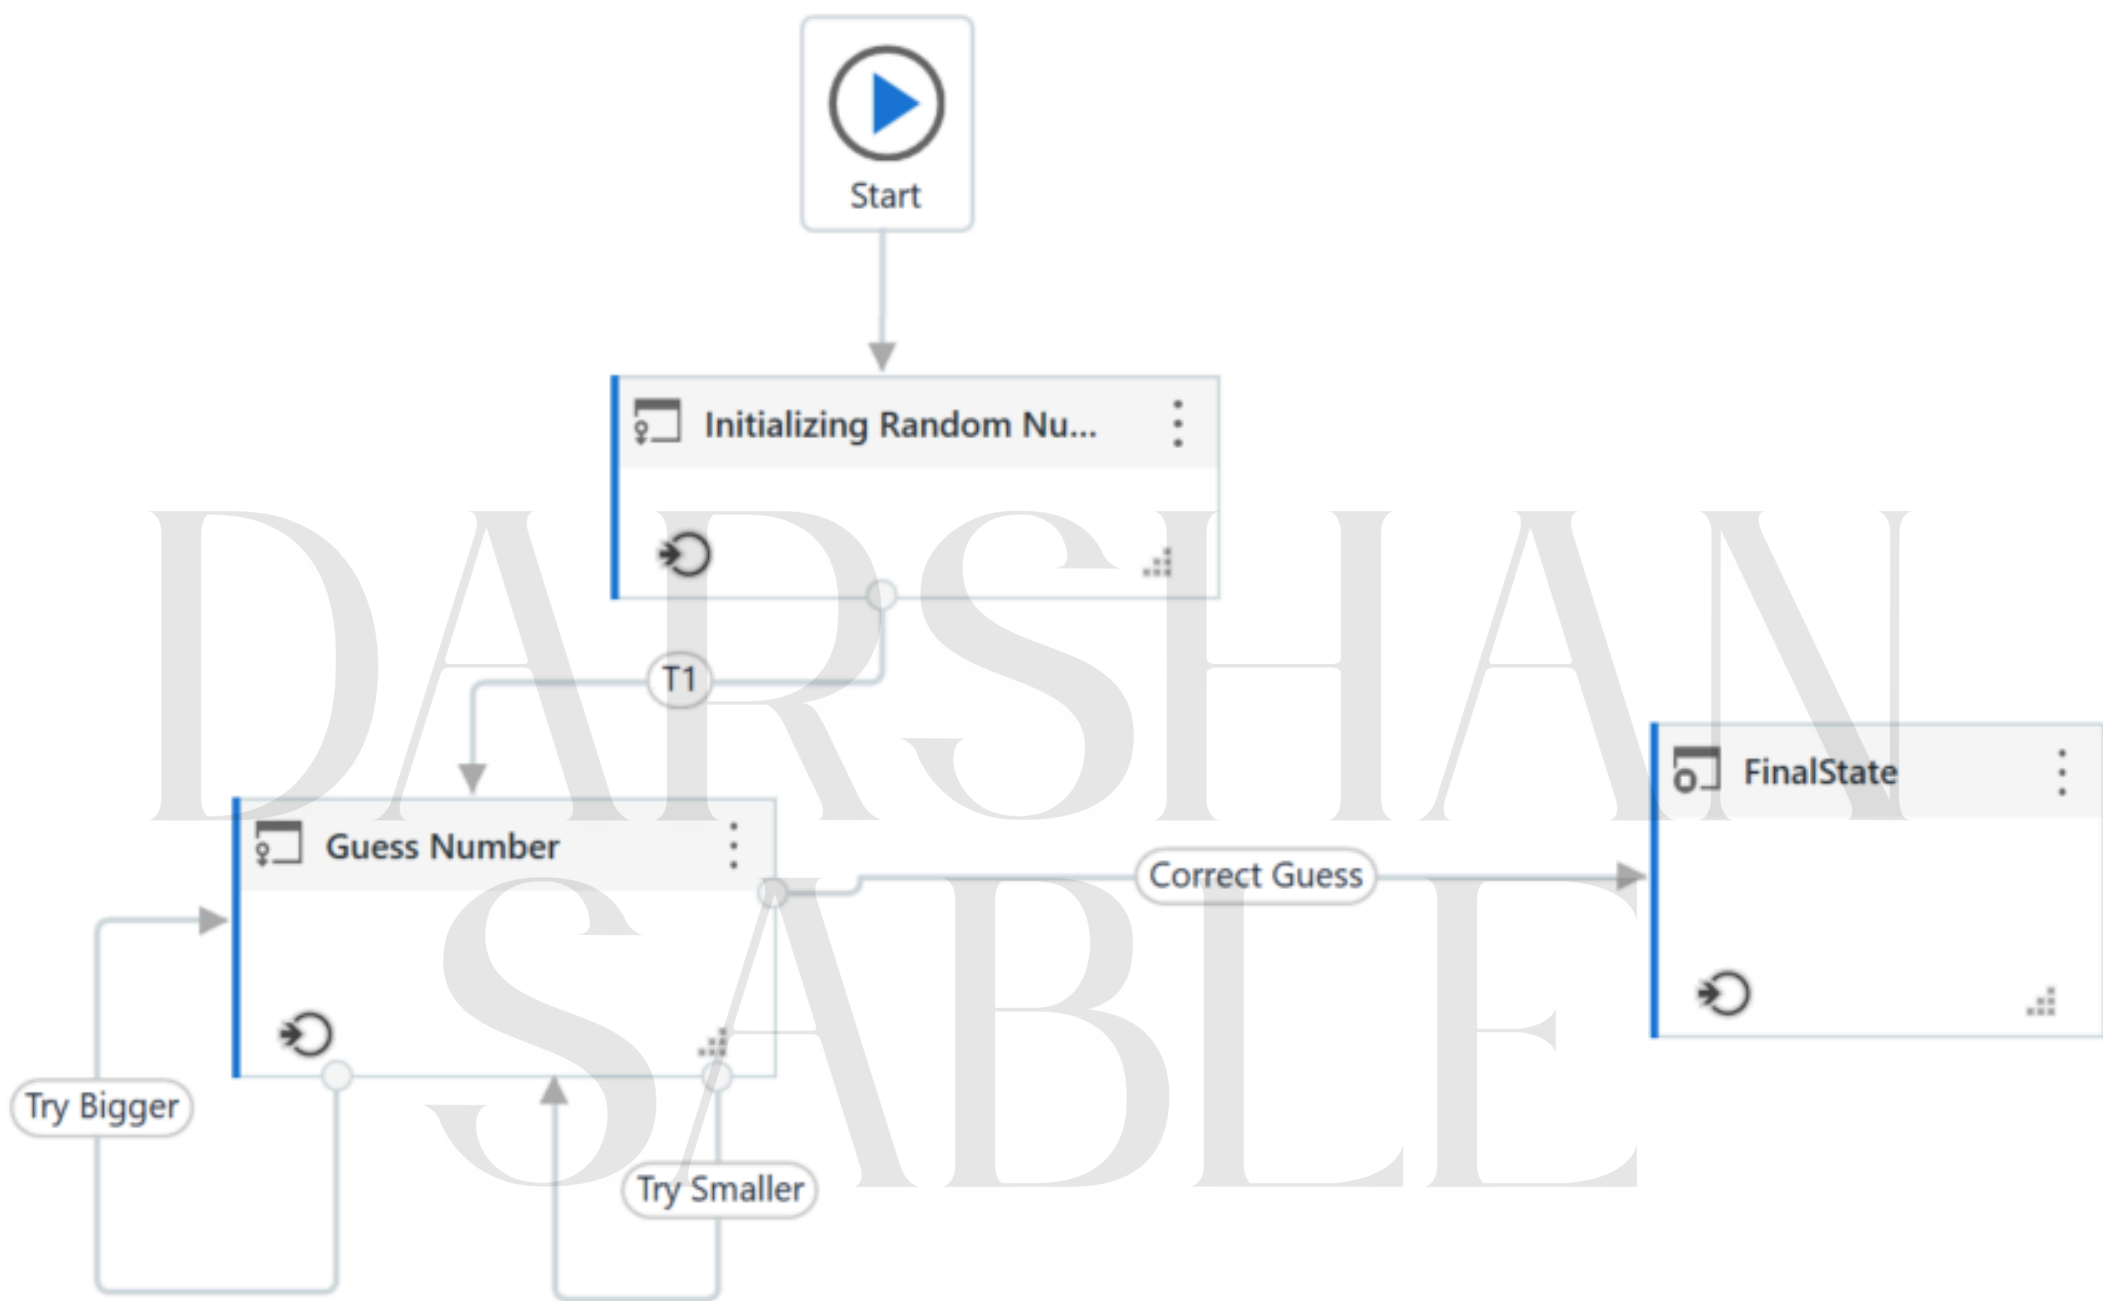 Start
Initializing Random Nu...
T1
Guess Number
FinalState
Correct Guess
Try Bigger
Try Smaller
DARSHAN
SABLE